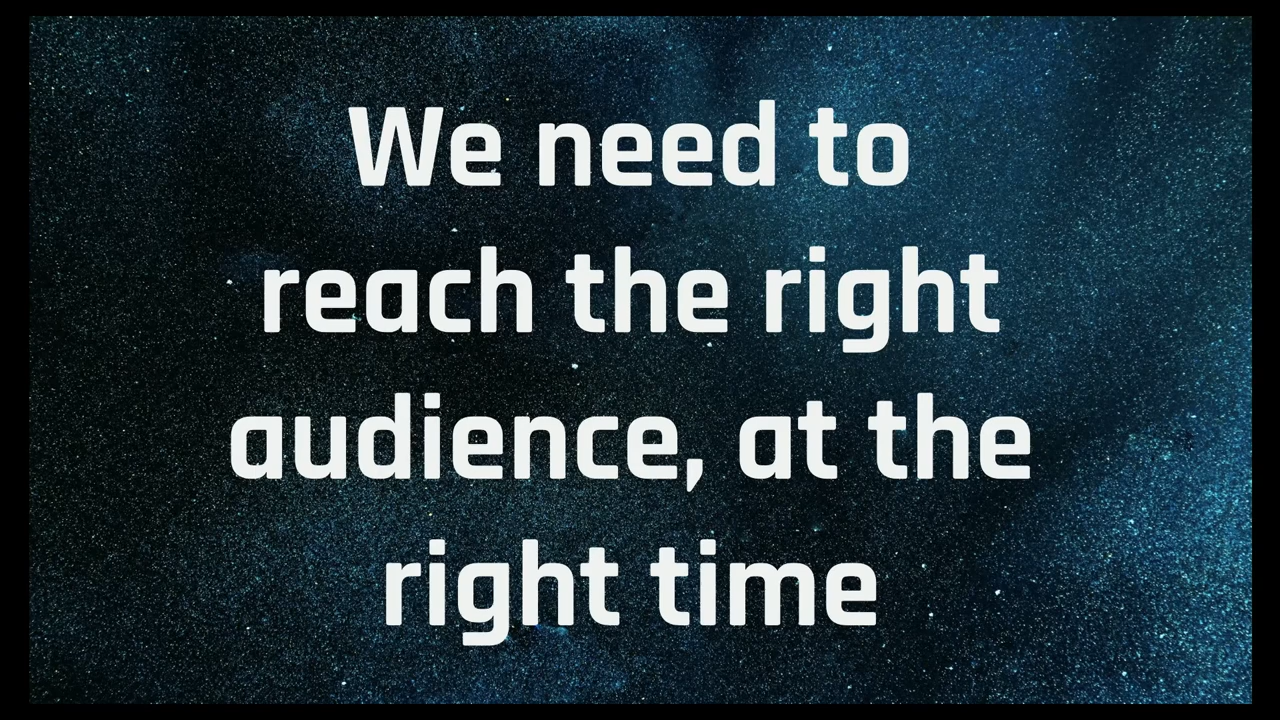 We need to
reach the right
audience, at the
right time